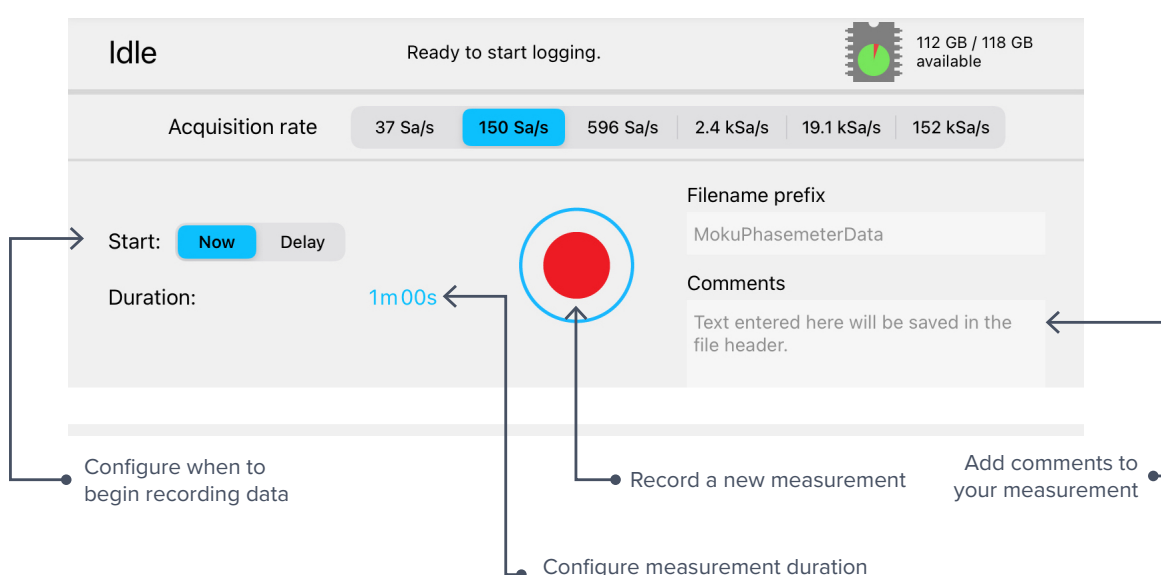 Idle
Ready to start logging.
112 GB / 118 GB
available
Acquisition rate
37 Sa/s
150 Sa/s
596 Sa/s
2.4 kSa/s
19.1 kSa/s
152 kSa/s
Start:
Now
Delay
Duration:
1m00s
Filename prefix
MokuPhasemeterData
Comments
Text entered here will be saved in the
file header.
Configure when to
begin recording data
Record a new measurement
Add comments to
your measurement
Configure measurement duration